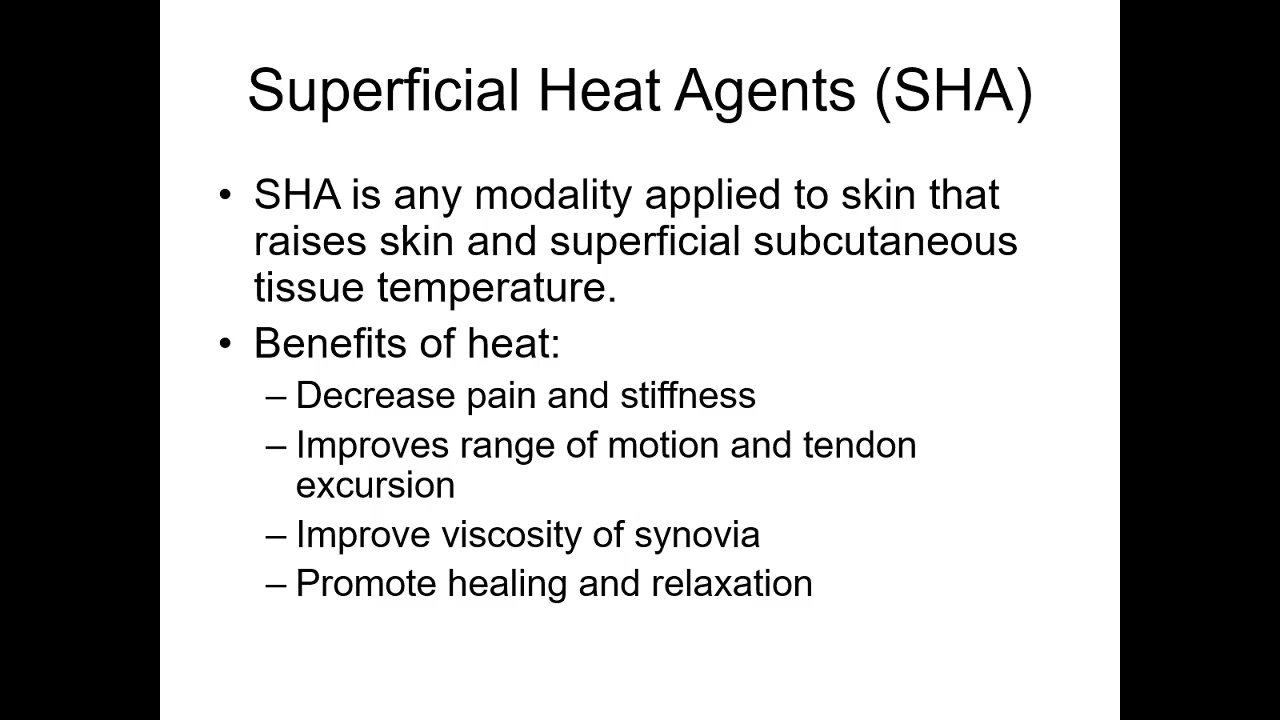 Superficial Heat Agents (SHA)
• SHA is any modality applied to skin that
raises skin and superficial subcutaneous
tissue temperature.
• Benefits of heat:
– Decrease pain and stiffness
– Improves range of motion and tendon
excursion
– Improve viscosity of synovia
– Promote healing and relaxation